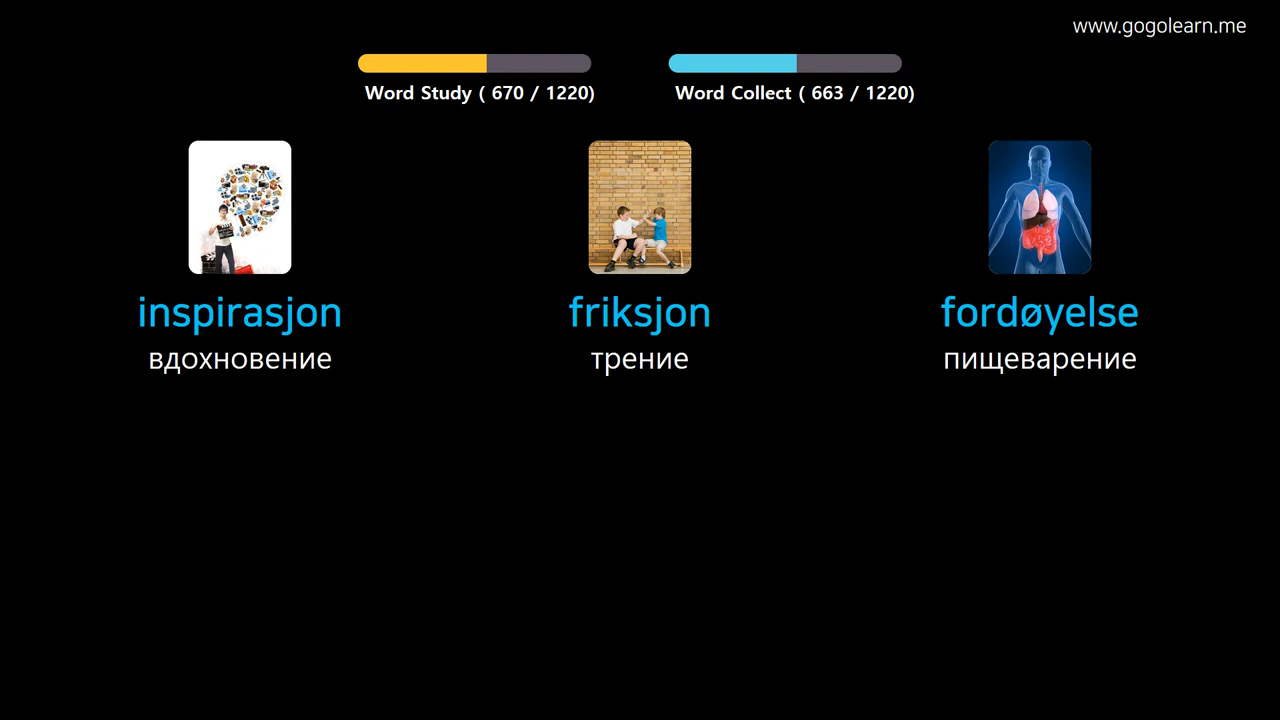 www.gogolearn.me
Word Study ( 670 / 1220)
Word Collect ( 663 / 1220)
inspirasjon
friksjon
fordøyelse
вдохновение
трение
пищеварение